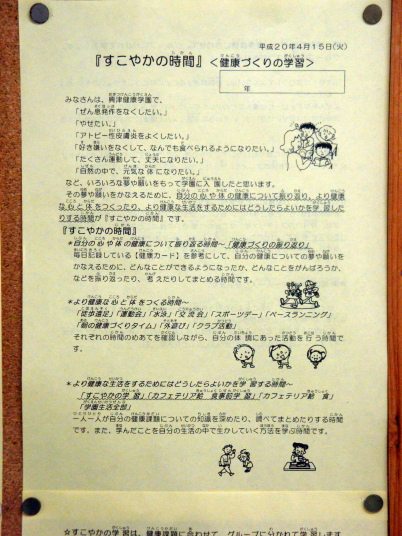 平成20年4月15日(火)
『すこやかの時間』<健康づくりの学習>
年
みなさんは、興津健康学園で、
「ぜん息発作をなくしたい。」
「やせたい。」
「アトピー性皮膚炎をよくしたい。」
「好き嫌いをなくして、なんでも食べられるようになりたい。」
「たくさん運動して、丈夫になりたい。」
「自然の中で、元気な体になりたい。」
など、いろいろな夢や願いをもって学園に入園したと思います。
その夢や願いをかなえるために、自分の心や体の健康について振り返り、より健康
な心と体をつくったり、より健康な生活をするためにはどうしたらよいかを学習した
りする時間が『すこやかの時間』です。
『すこやかの時間』
*自分の心や体の健康について振り返る時間~「健康づくりの振り返り」
毎日記録している【健康カード】を参考にして、自分の健康についての夢や願いを
かなえるために、どんなことができるようになったか、どんなことをがんばろうか、
などを振り返ったり、考えたりしてまとめる時間です。
*より健康な心と体をつくる時間~
「徒歩遠足」「運動会」「水泳」「交流会」「スポーツデー」「ペースランニング」
「朝の健康づくりタイム」「外遊び」「クラブ活動」
それぞれの時間のめあてを確認しながら、自分の体調にあった活動を行う時間で
す。
*より健康な生活をするためにはどうしたらよいかを学習する時間~
「すこやかの学習」「カフェテリア給食事前学習」「カフェテリア給食」
「学園生活全部」
一人一人が自分の健康課題についての知識を深めたり、調べてまとめたりする時間
です。また、学んだことを自分の生活の中で生かしていく方法を学ぶ時間です。
☆すこやかの学習は、健康課題に合わせて、グループに分かれて学習します